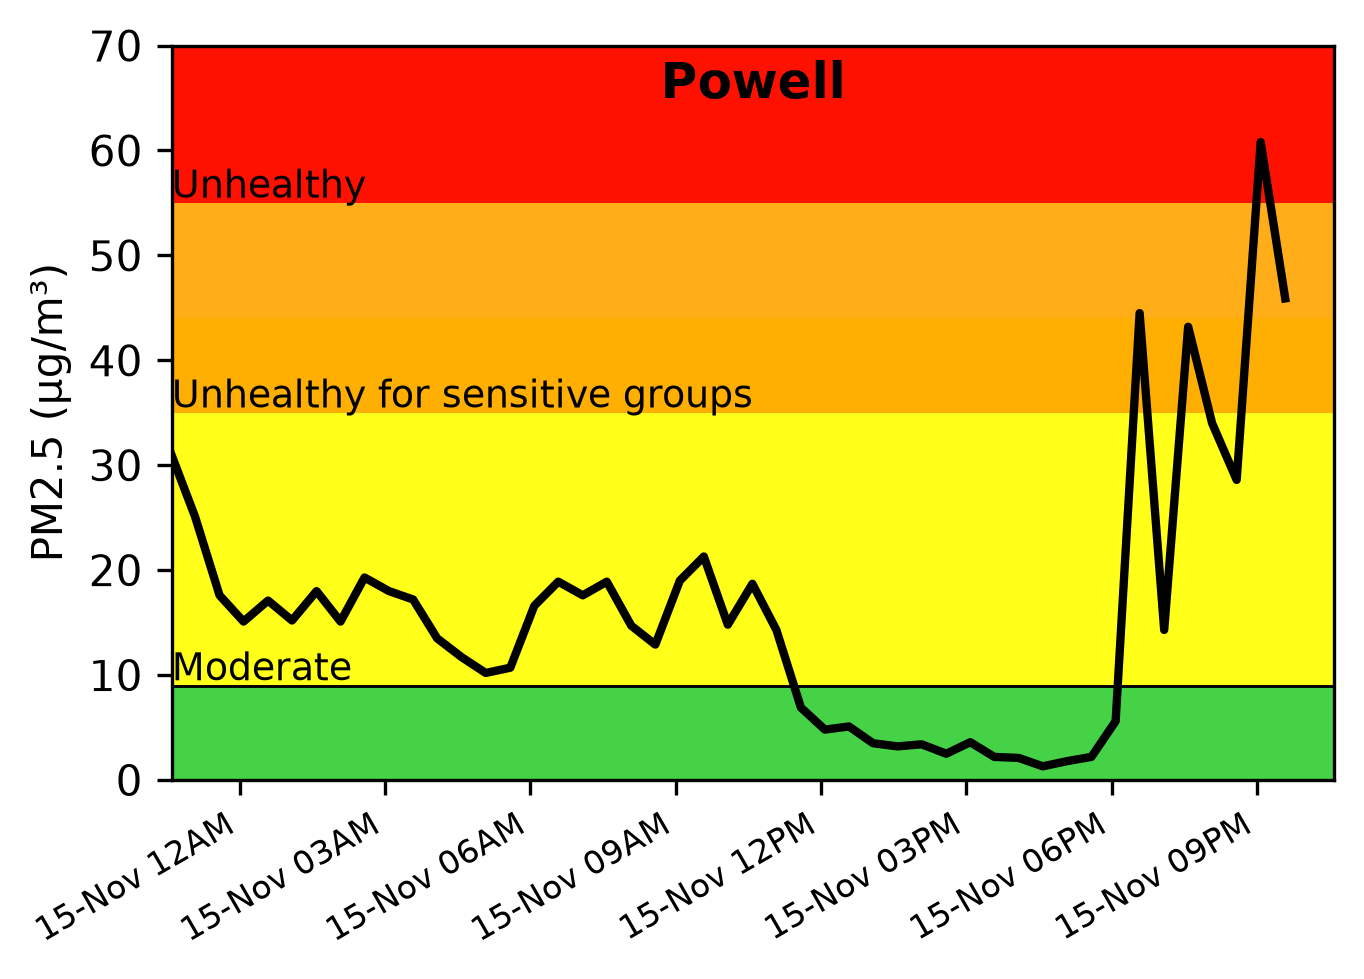 Powell
70
60
50
40
30
20
10
0
PM2.5 (µg/m³)
Unhealthy
Unhealthy for sensitive groups
Moderate
15-Nov 12AM
15-Nov 03AM
15-Nov 06AM
15-Nov 09AM
15-Nov 12PM
15-Nov 03PM
15-Nov 06PM
15-Nov 09PM